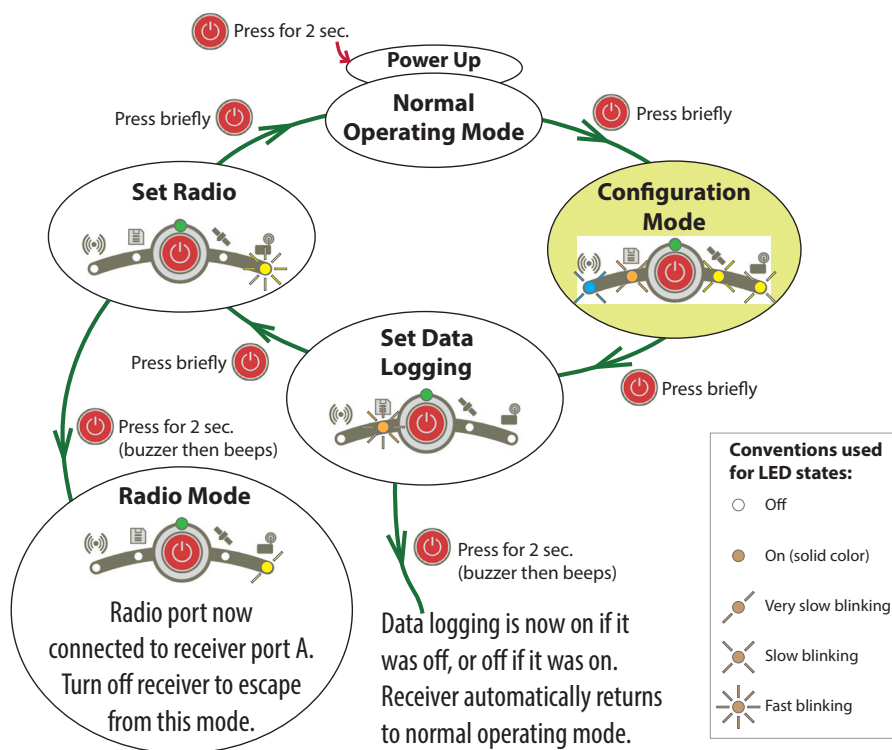 Press for 2 sec.
Power Up
Normal
Operating Mode
Press briefly
Press briefly
Set Radio
Configuration
Mode
Set Data
Logging
Press briefly
Press briefly
Press for 2 sec.
(buzzer then beeps)
Radio Mode
Radio port now
connected to receiver port A.
Turn off receiver to escape
from this mode.
Press for 2 sec.
(buzzer then beeps)
Data logging is now on if it
was off, or off if it was on.
Receiver automatically returns
to normal operating mode.
Conventions used
for LED states:
Off
On (solid color)
Very slow blinking
Slow blinking
Fast blinking